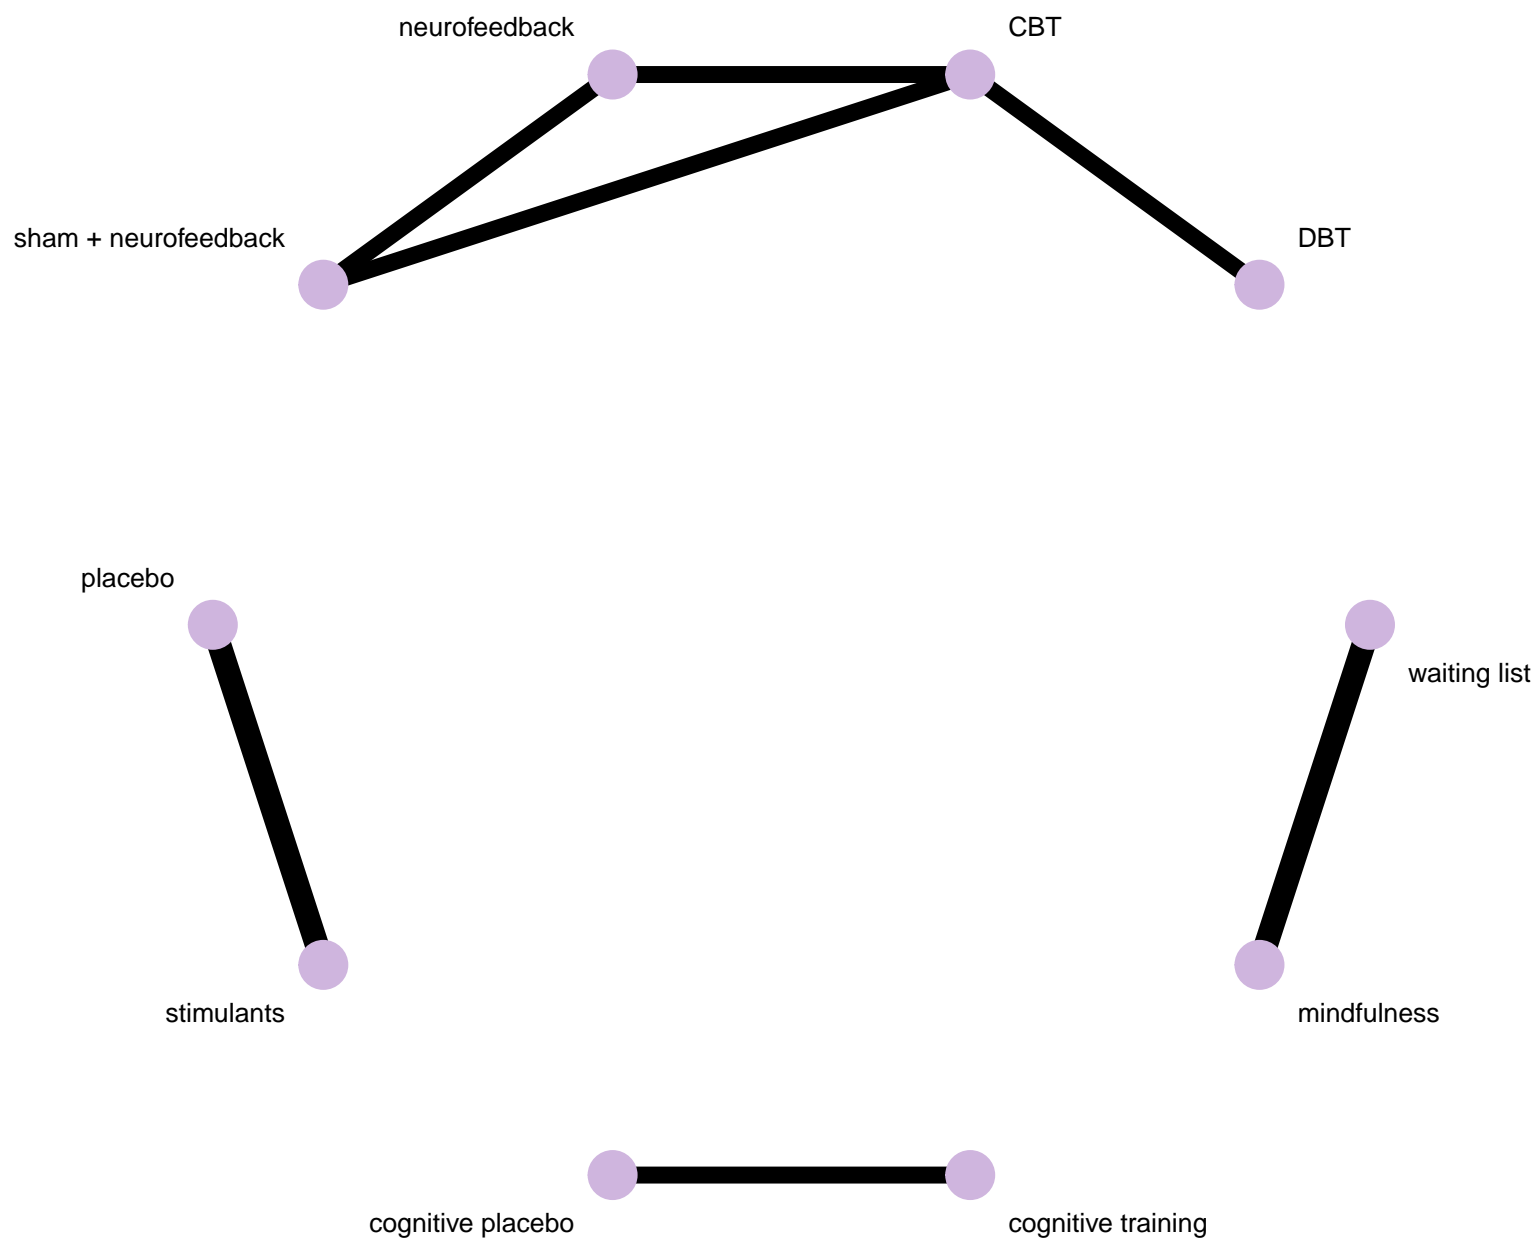 neurofeedback
CBT
sham + neurofeedback
DBT
placebo
waiting list
stimulants
mindfulness
cognitive placebo
cognitive training